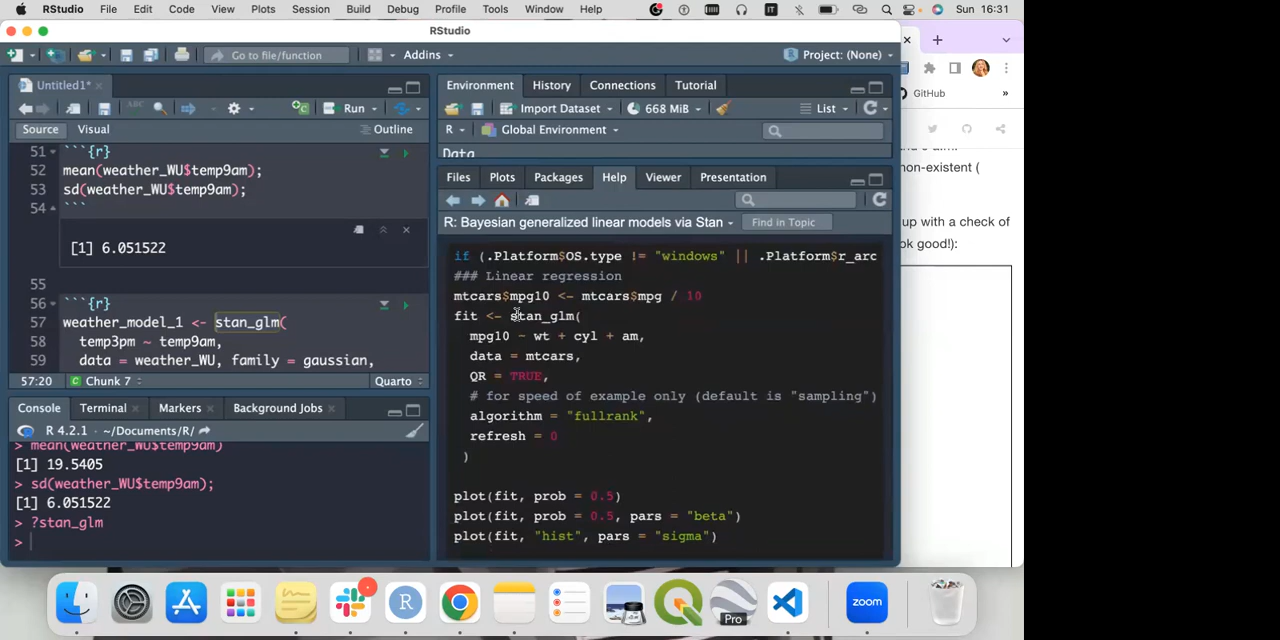 RStudio File Edit Code View Plots Session Build Debug Profile Tools Window Help IT Sun 16:31
RStudio
Go to file/function Addins Project: (None)
Untitled1*
Run
Source Visual Outline
51 ```{r}
52 mean(weather_WU$temp9am);
53 sd(weather_WU$temp9am);
54 ```
[1] 6.051522
55
56 ```{r}
57 weather_model_1 <- stan_glm(
58 temp3pm ~ temp9am,
59 data = weather_WU, family = gaussian,
57:20 Chunk 7 Quarto
Console Terminal Markers Background Jobs
R 4.2.1 · ~/Documents/R/
> mean(weather_WU$temp9am)
[1] 19.5405
> sd(weather_WU$temp9am);
[1] 6.051522
> ?stan_glm
>
Environment History Connections Tutorial
Import Dataset 668 MiB List
R Global Environment
Data
Files Plots Packages Help Viewer Presentation
R: Bayesian generalized linear models via Stan Find in Topic
if (.Platform$OS.type != "windows" || .Platform$r_arc
### Linear regression
mtcars$mpg10 <- mtcars$mpg / 10
fit <- stan_glm(
mpg10 ~ wt + cyl + am,
data = mtcars,
QR = TRUE,
# for speed of example only (default is "sampling")
algorithm = "fullrank",
refresh = 0
)
plot(fit, prob = 0.5)
plot(fit, prob = 0.5, pars = "beta")
plot(fit, "hist", pars = "sigma")
GitHub »
non-existent (
up with a check of
ok good!):
R
Pro
zoom